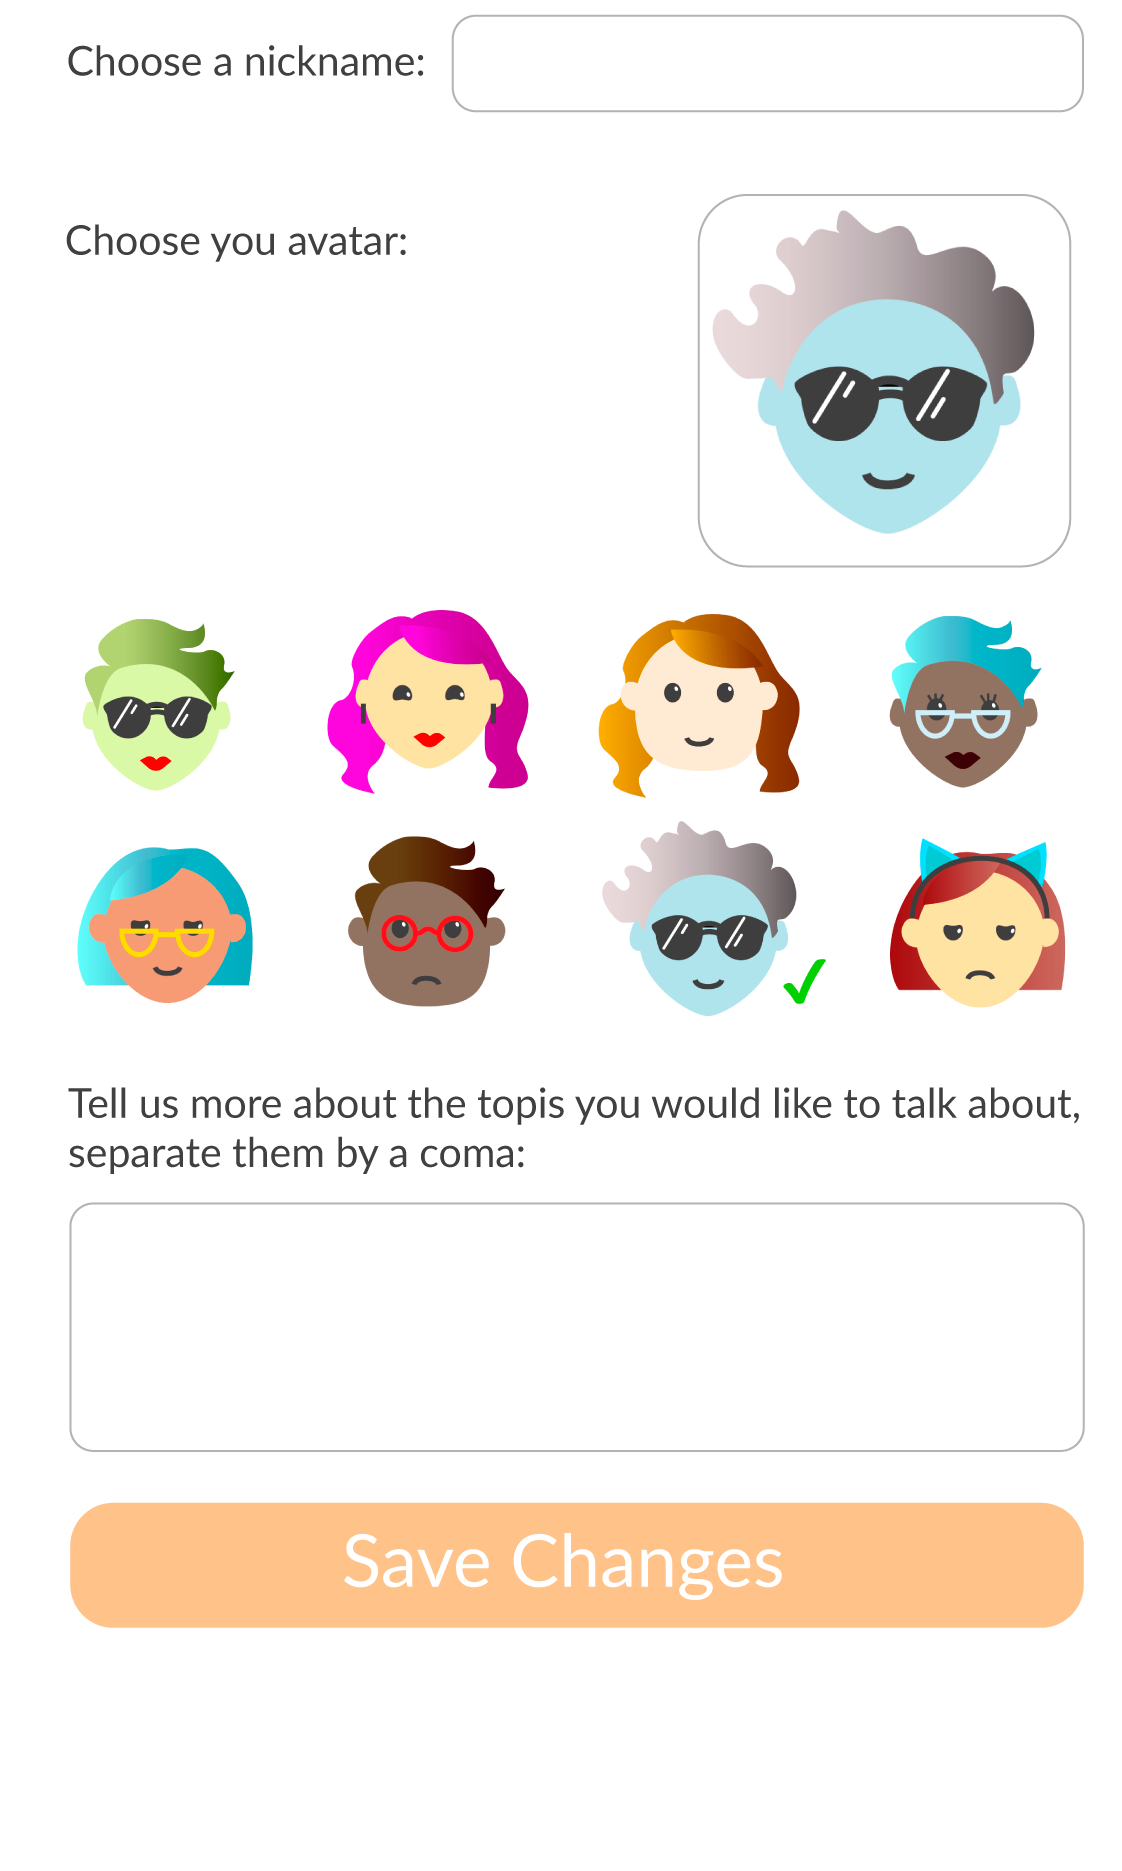 Choose a nickname:
Choose you avatar:
Tell us more about the topis you would like to talk about,
separate them by a coma:
Save Changes